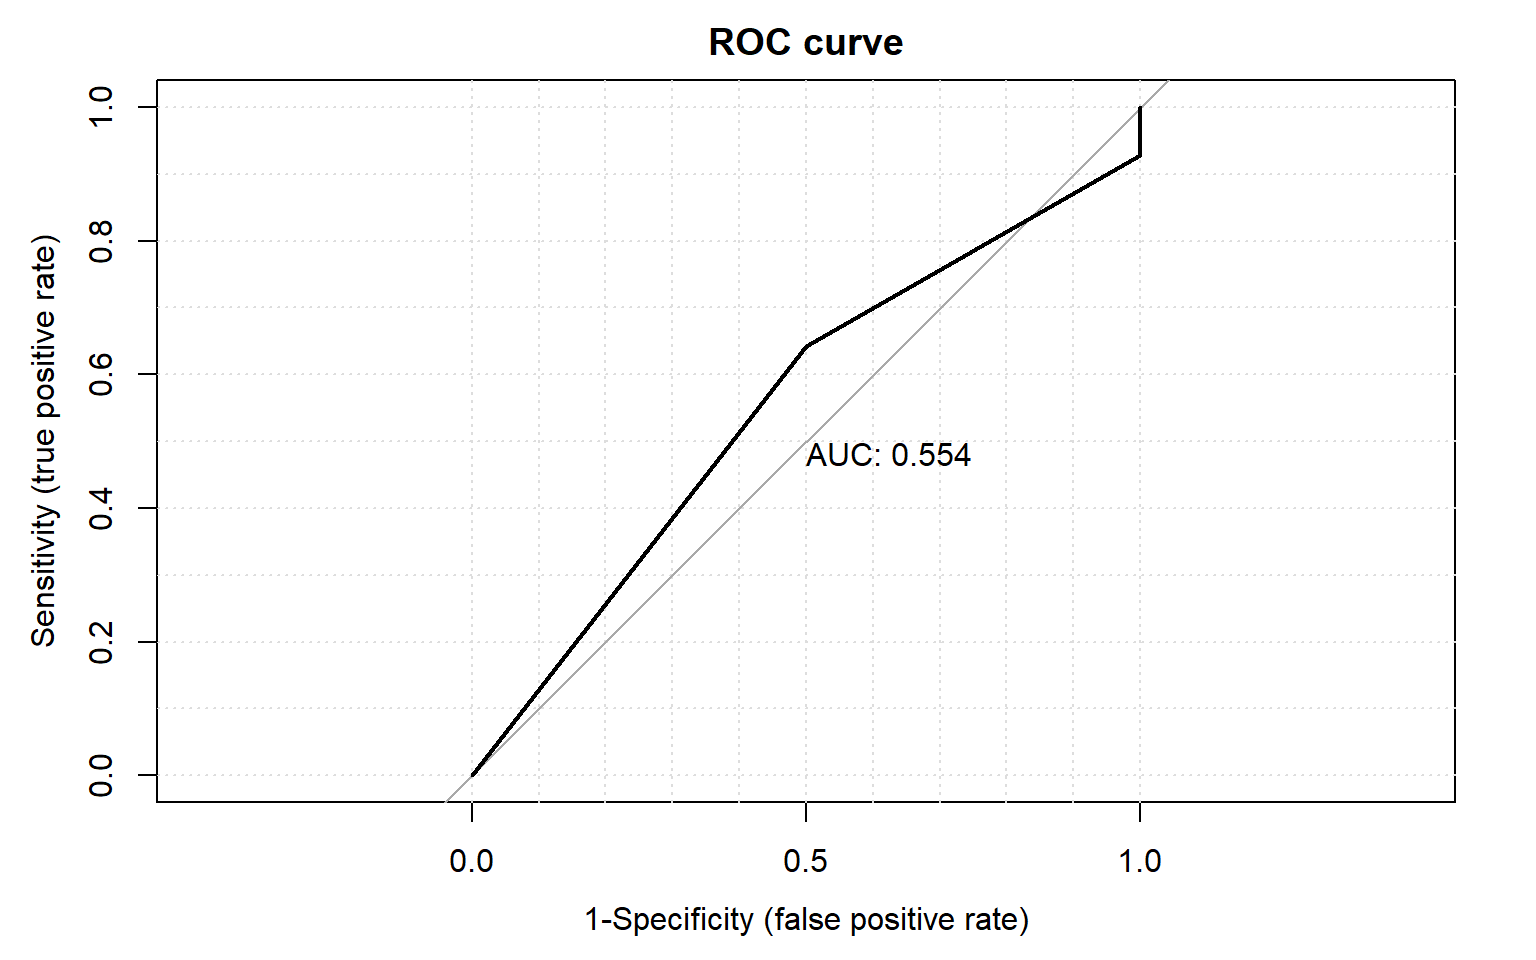 ROC curve
1.0
0.8
0.6
0.4
0.2
0.0
Sensitivity (true positive rate)
AUC: 0.554
0.0 0.5 1.0
1-Specificity (false positive rate)